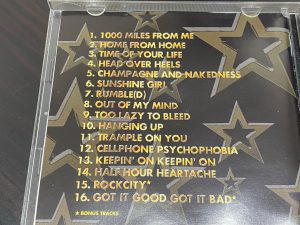 1. 1000 MILES FROM ME
2. HOME FROM HOME
3. TIME OF YOUR LIFE
4. HEAD OVER HEELS
5. CHAMPAGNE AND NAKEDNESS
6. SUNSHINE GIRL
7. RUMBLE(D)
8. OUT OF MY MIND
9. TOO LAZY TO BLEED
10. HANGING UP
11. TRAMPLE ON YOU
12. CELLPHONE PSYCHOPHOBIA
13. KEEPIN' ON KEEPIN' ON
14. HALF HOUR HEARTACHE
15. ROCKCITY*
16. GOT IT GOOD GOT IT BAD*
* BONUS TRACKS